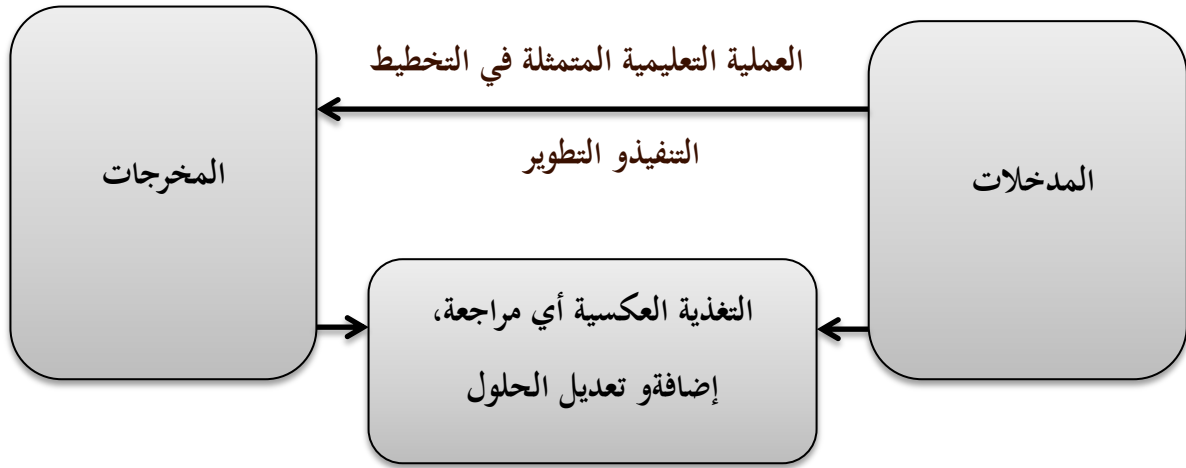 العملية التعليمية المتمثلة في التخطيط
التنفيذو التطوير
المدخلات
المخرجات
التغذية العكسية أي مراجعة،
إضافةو تعديل الحلول